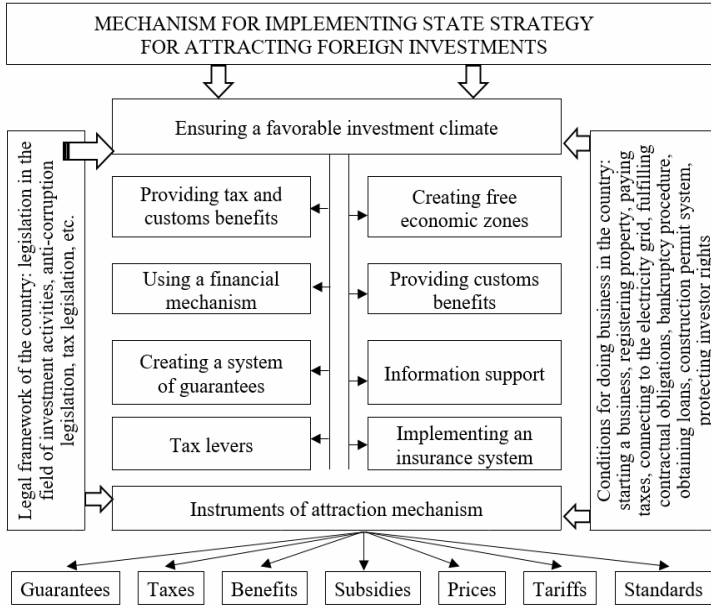 MECHANISM FOR IMPLEMENTING STATE STRATEGY
FOR ATTRACTING FOREIGN INVESTMENTS
Ensuring a favorable investment climate
Legal framework of the country: legislation in the
field of investment activities, anti-corruption
legislation, tax legislation, etc.
Providing tax and
customs benefits
Creating free
economic zones
Using a financial
mechanism
Providing customs
benefits
Creating a system
of guarantees
Information support
Tax levers
Implementing an
insurance system
Conditions for doing business in the country:
starting a business, registering property, paying
taxes, connecting to the electricity grid, fulfilling
contractual obligations, bankruptcy procedure,
obtaining loans, construction permit system,
protecting investor rights
Instruments of attraction mechanism
Guarantees
Taxes
Benefits
Subsidies
Prices
Tariffs
Standards